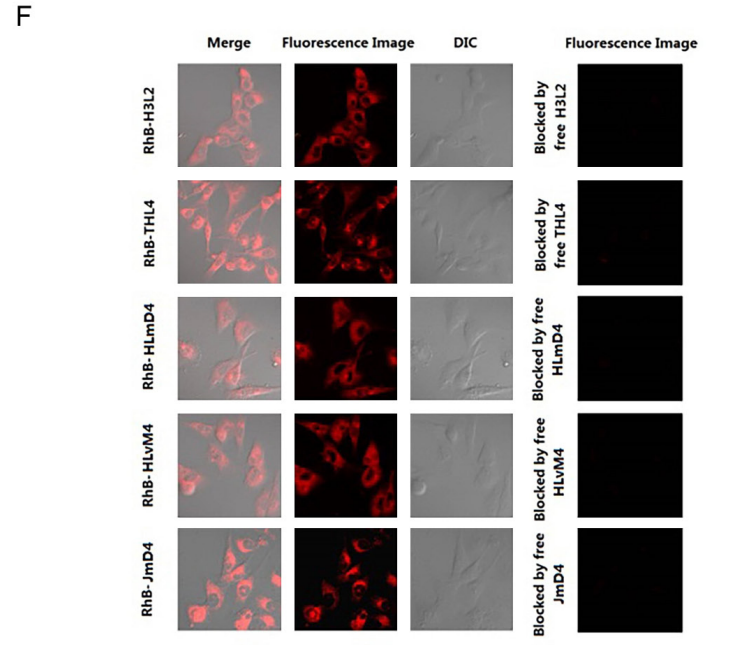 F
Merge Fluorescence Image DIC Fluorescence Image
RhB-H3L2
Blocked by
free H3L2
RhB-THL4
Blocked by
free THL4
RhB-HLmD4
Blocked by free
HLmD4
RhB-HLvM4
Blocked by free
HLvM4
RhB-JmD4
Blocked by free
JmD4